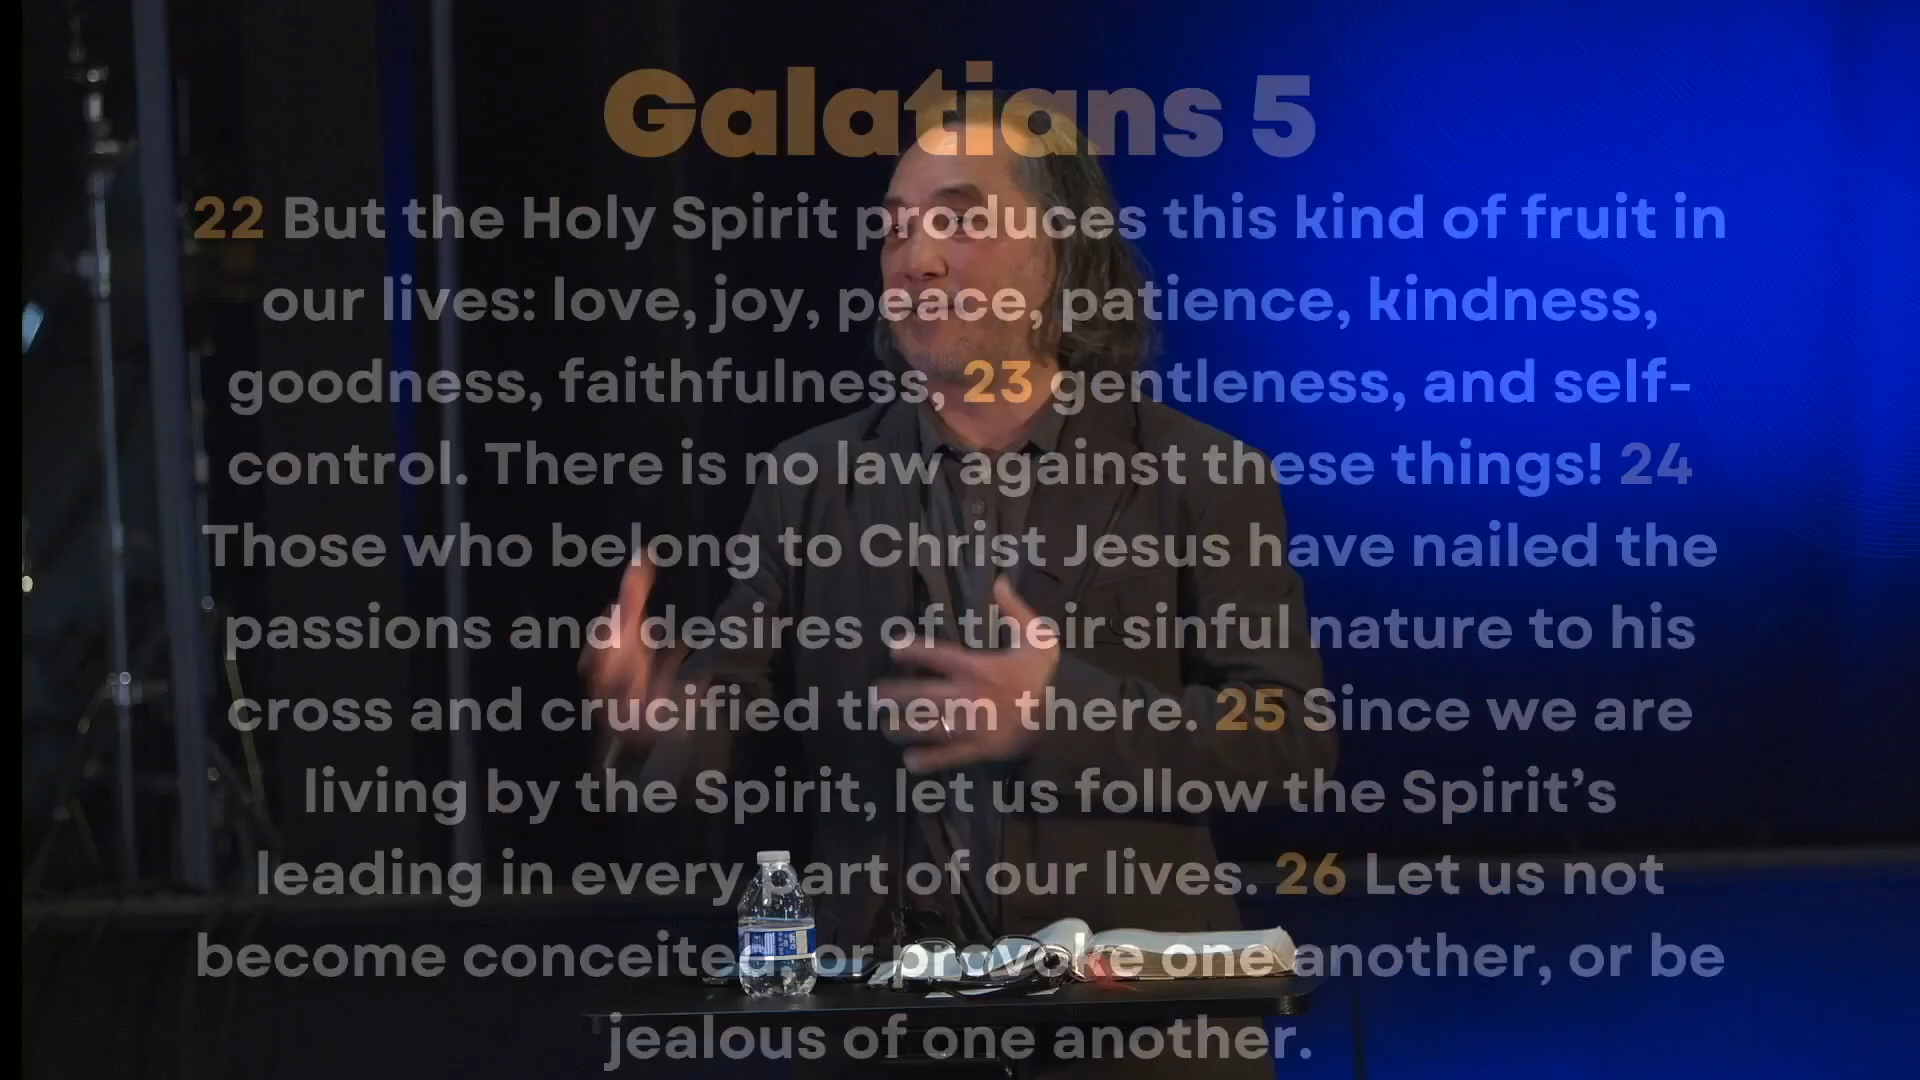 Galatians 5
22 But the Holy Spirit produces this kind of fruit in
our lives: love, joy, peace, patience, kindness,
goodness, faithfulness, 23 gentleness, and self-
control. There is no law against these things! 24
Those who belong to Christ Jesus have nailed the
passions and desires of their sinful nature to his
cross and crucified them there. 25 Since we are
living by the Spirit, let us follow the Spirit’s
leading in every part of our lives. 26 Let us not
become conceited, or provoke one another, or be
jealous of one another.